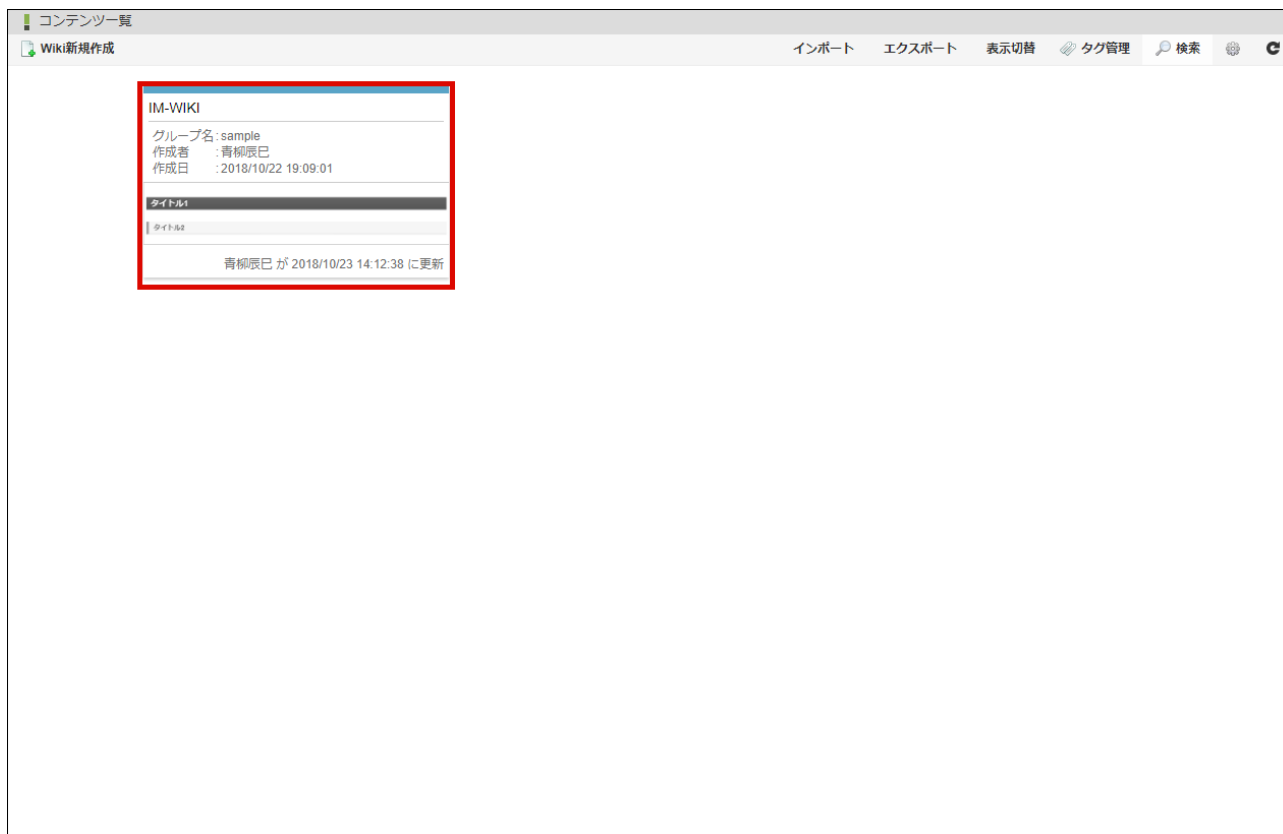 コンテンツ一覧
Wiki新規作成 インポート エクスポート 表示切替 タグ管理 検索
IM-WIKI
グループ名 : sample
作成者 : 青柳辰巳
作成日 : 2018/10/22 19:09:01
タイトル1
タイトル2
青柳辰巳 が 2018/10/23 14:12:38 に更新